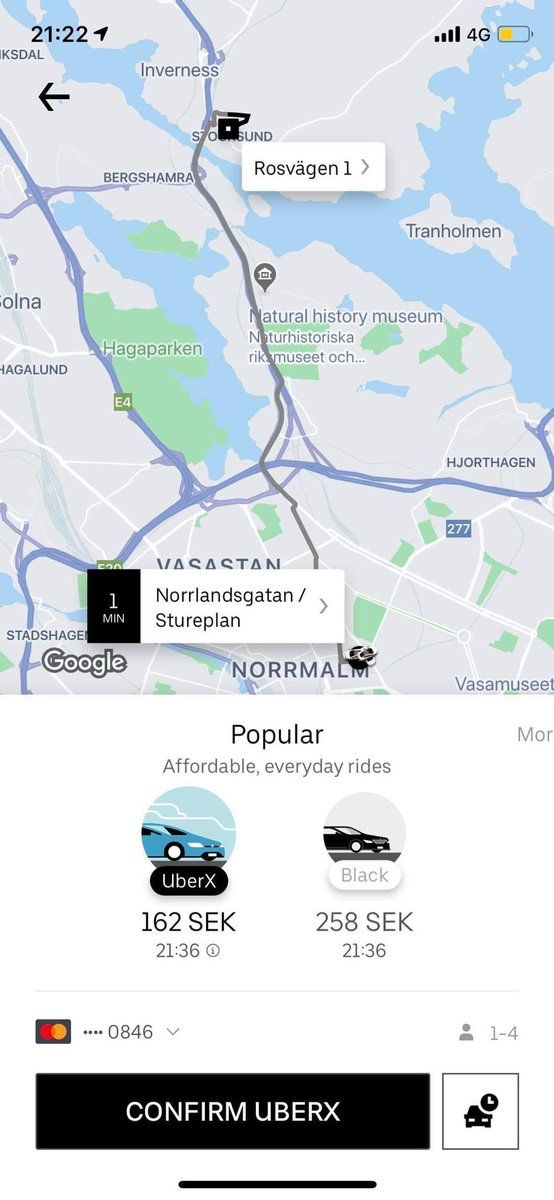 21:22
4G
KSDAL
Inverness
STOCKSUND
Rosvägen 1
BERGSHAMRA
Tranholmen
Solna
Natural history museum
Naturhistoriska
riksmuseet och...
Hagaparken
HAGALUND
E4
HJORTHAGEN
277
E20
VASASTAN
1
MIN
Norrlandsgatan /
Stureplan
STADSHAGEN
Google
NORRMALM
Vasamuseet
Popular
Mor
Affordable, everyday rides
UberX
Black
162 SEK
258 SEK
21:36
21:36
•••• 0846
1-4
CONFIRM UBERX